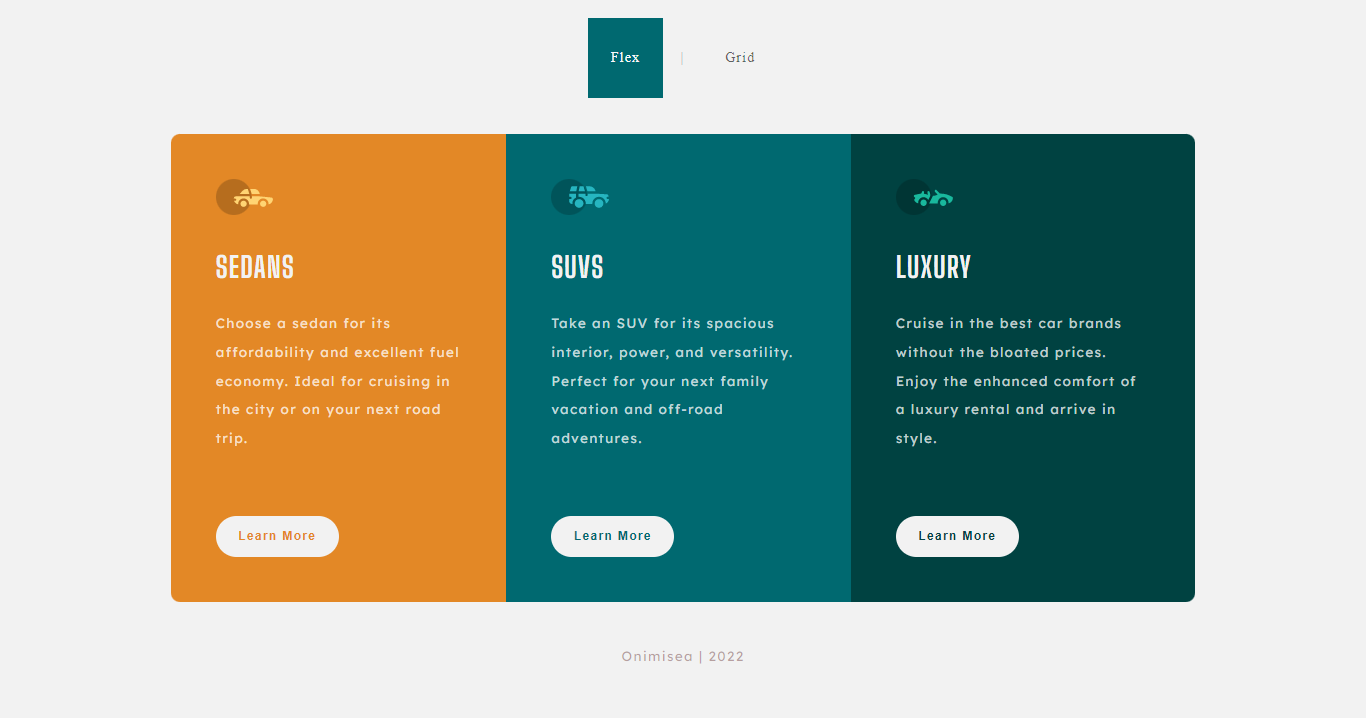 Flex | Grid
SEDANS
Choose a sedan for its
affordability and excellent fuel
economy. Ideal for cruising in
the city or on your next road
trip.
Learn More
SUVS
Take an SUV for its spacious
interior, power, and versatility.
Perfect for your next family
vacation and off-road
adventures.
Learn More
LUXURY
Cruise in the best car brands
without the bloated prices.
Enjoy the enhanced comfort of
a luxury rental and arrive in
style.
Learn More
Onimisea | 2022